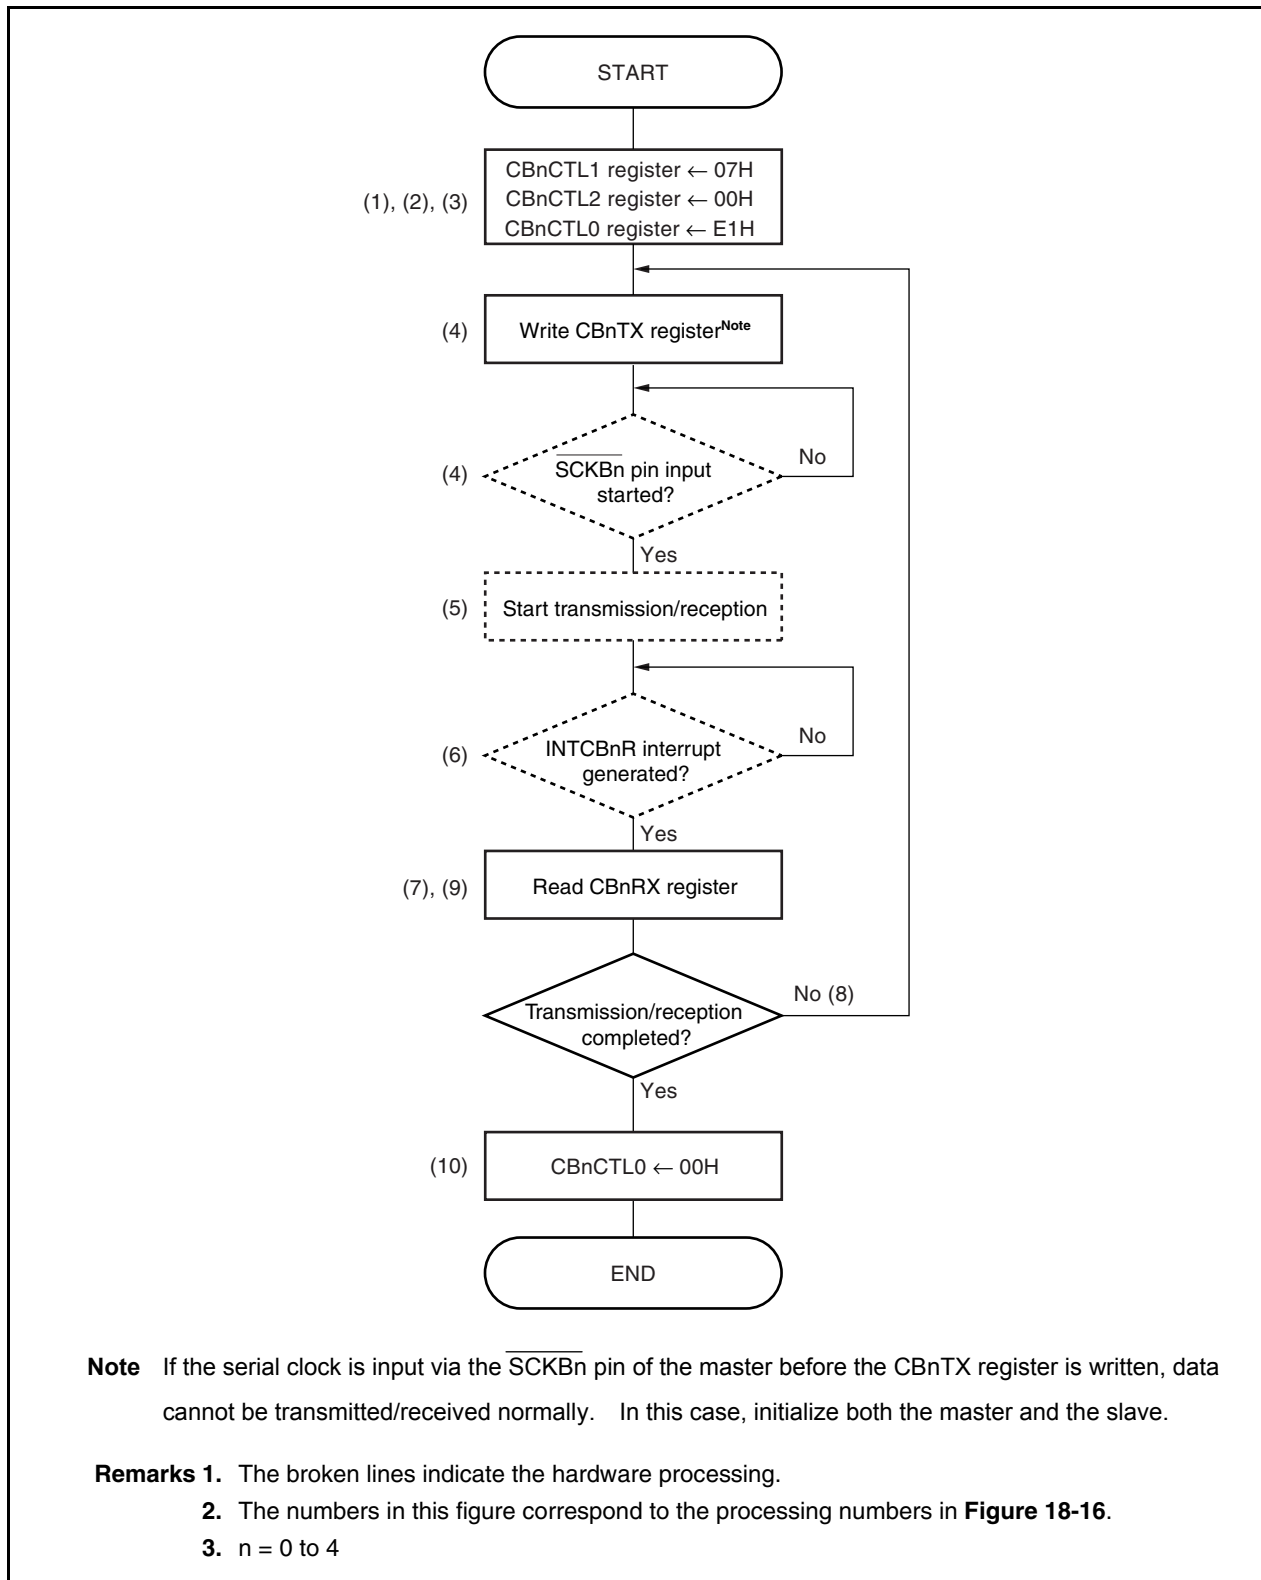 START
(1), (2), (3)
CBnCTL1 register ← 07H
CBnCTL2 register ← 00H
CBnCTL0 register ← E1H
(4)
Write CBnTX registerNote
(4)
SCKBn pin input
started?
No
Yes
(5)
Start transmission/reception
(6)
INTCBnR interrupt
generated?
No
Yes
(7), (9)
Read CBnRX register
Transmission/reception
completed?
No (8)
Yes
(10)
CBnCTL0 ← 00H
END
Note If the serial clock is input via the SCKBn pin of the master before the CBnTX register is written, data
cannot be transmitted/received normally. In this case, initialize both the master and the slave.
Remarks 1. The broken lines indicate the hardware processing.
2. The numbers in this figure correspond to the processing numbers in Figure 18-16.
3. n = 0 to 4